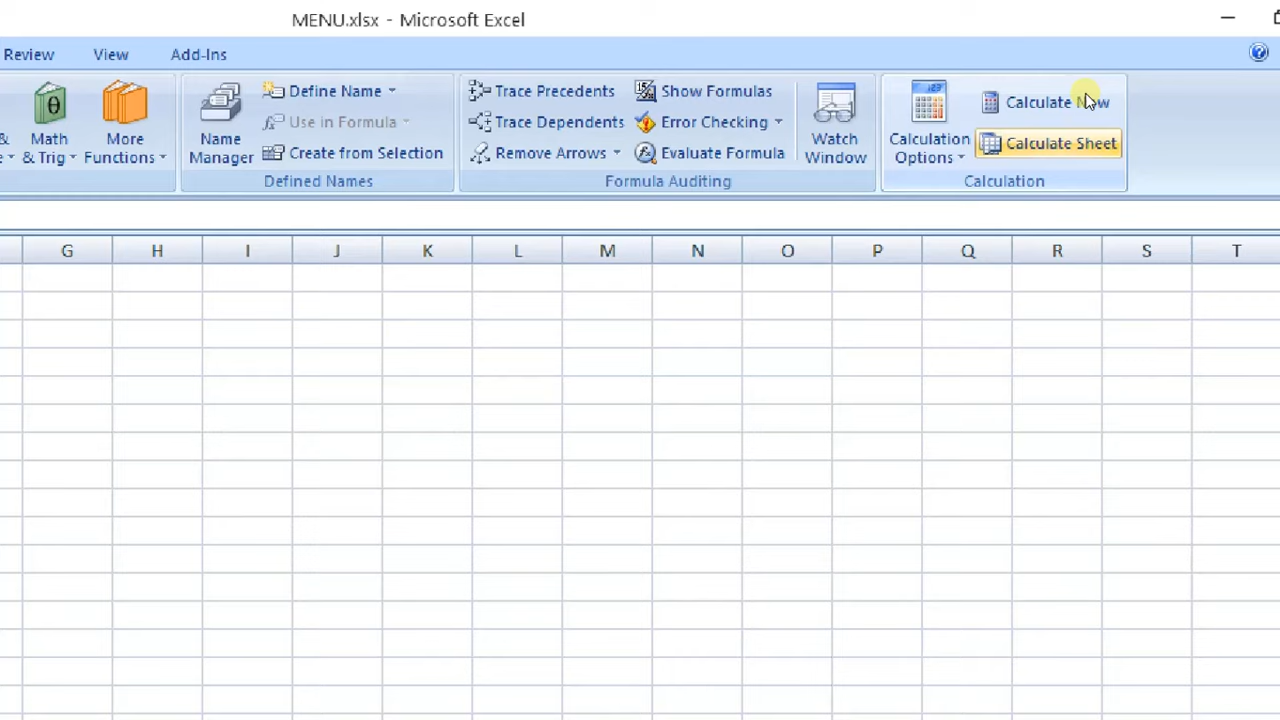 MENU.xlsx - Microsoft Excel
Review View Add-Ins
& Math & Trig More Functions
Name Manager Define Name Use in Formula Create from Selection
Trace Precedents Trace Dependents Remove Arrows Show Formulas Error Checking Evaluate Formula
Watch Window
Calculation Options Calculate Now Calculate Sheet
Defined Names Formula Auditing Calculation
G H I J K L M N O P Q R S T